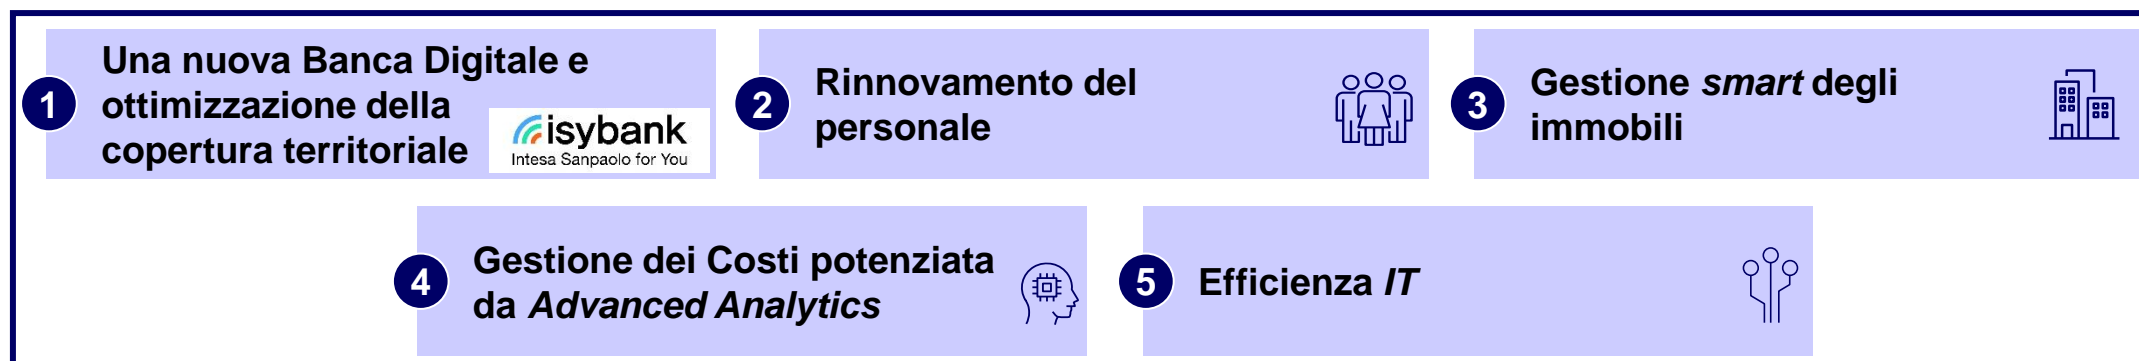 1
Una nuova Banca Digitale e
ottimizzazione della
copertura territoriale
isybank
Intesa Sanpaolo for You
2
Rinnovamento del
personale
3
Gestione smart degli
immobili
4
Gestione dei Costi potenziata
da Advanced Analytics
5
Efficienza IT